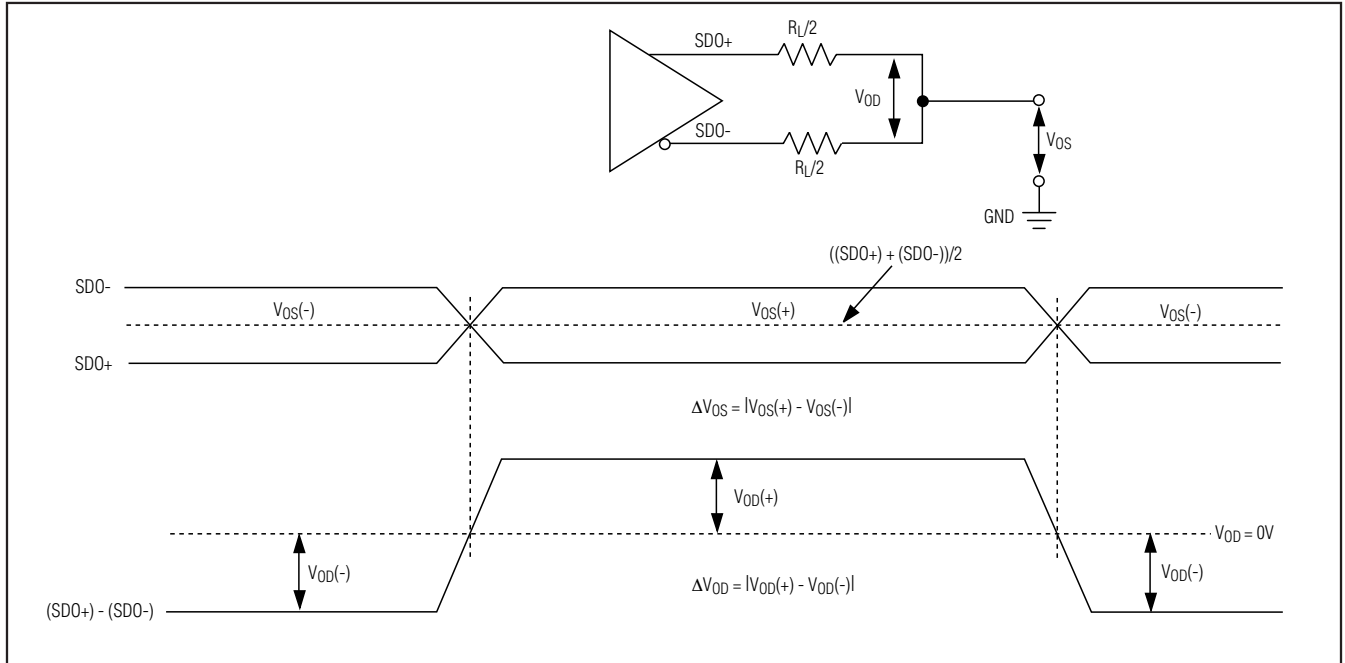 SDO+
RL/2
VOD
SDO-
RL/2
VOS
GND
((SDO+) + (SDO-))/2
SDO-
VOS(-)
VOS(+)
VOS(-)
SDO+
ΔVOS = |VOS(+) - VOS(-)|
VOD(+)
VOD = 0V
VOD(-)
VOD(-)
ΔVOD = |VOD(+) - VOD(-)|
(SDO+) - (SDO-)